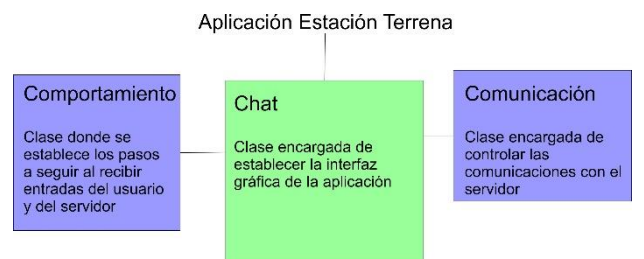 Aplicación Estación Terrena
Comportamiento
Clase donde se
establece los pasos
a seguir al recibir
entradas del usuario
y del servidor
Chat
Clase encargada de
establecer la interfaz
gráfica de la aplicación
Comunicación
Clase encargada de
controlar las
comunicaciones con el
servidor